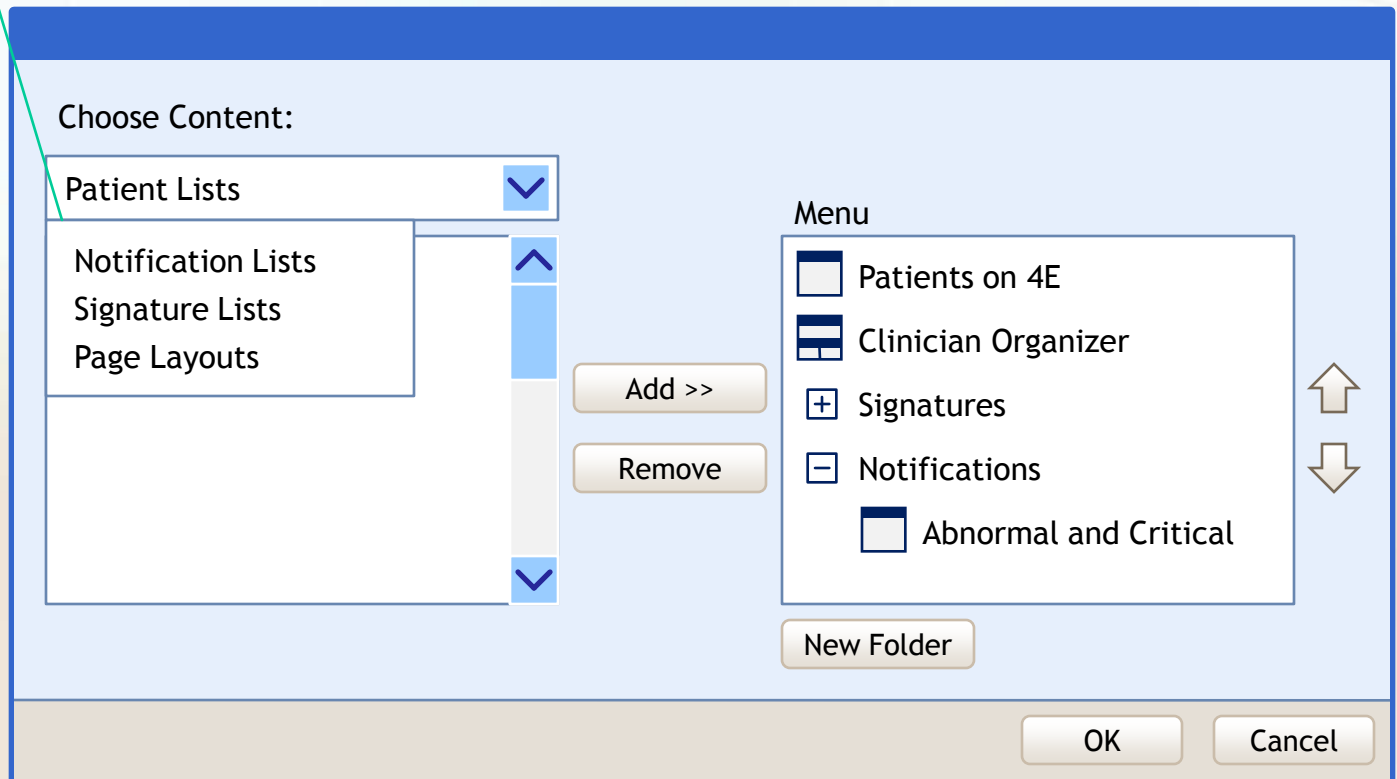 Choose Content:
Patient Lists
Notification Lists
Signature Lists
Page Layouts
Add >>
Remove
Menu
Patients on 4E
Clinician Organizer
Signatures
Notifications
Abnormal and Critical
New Folder
OK
Cancel